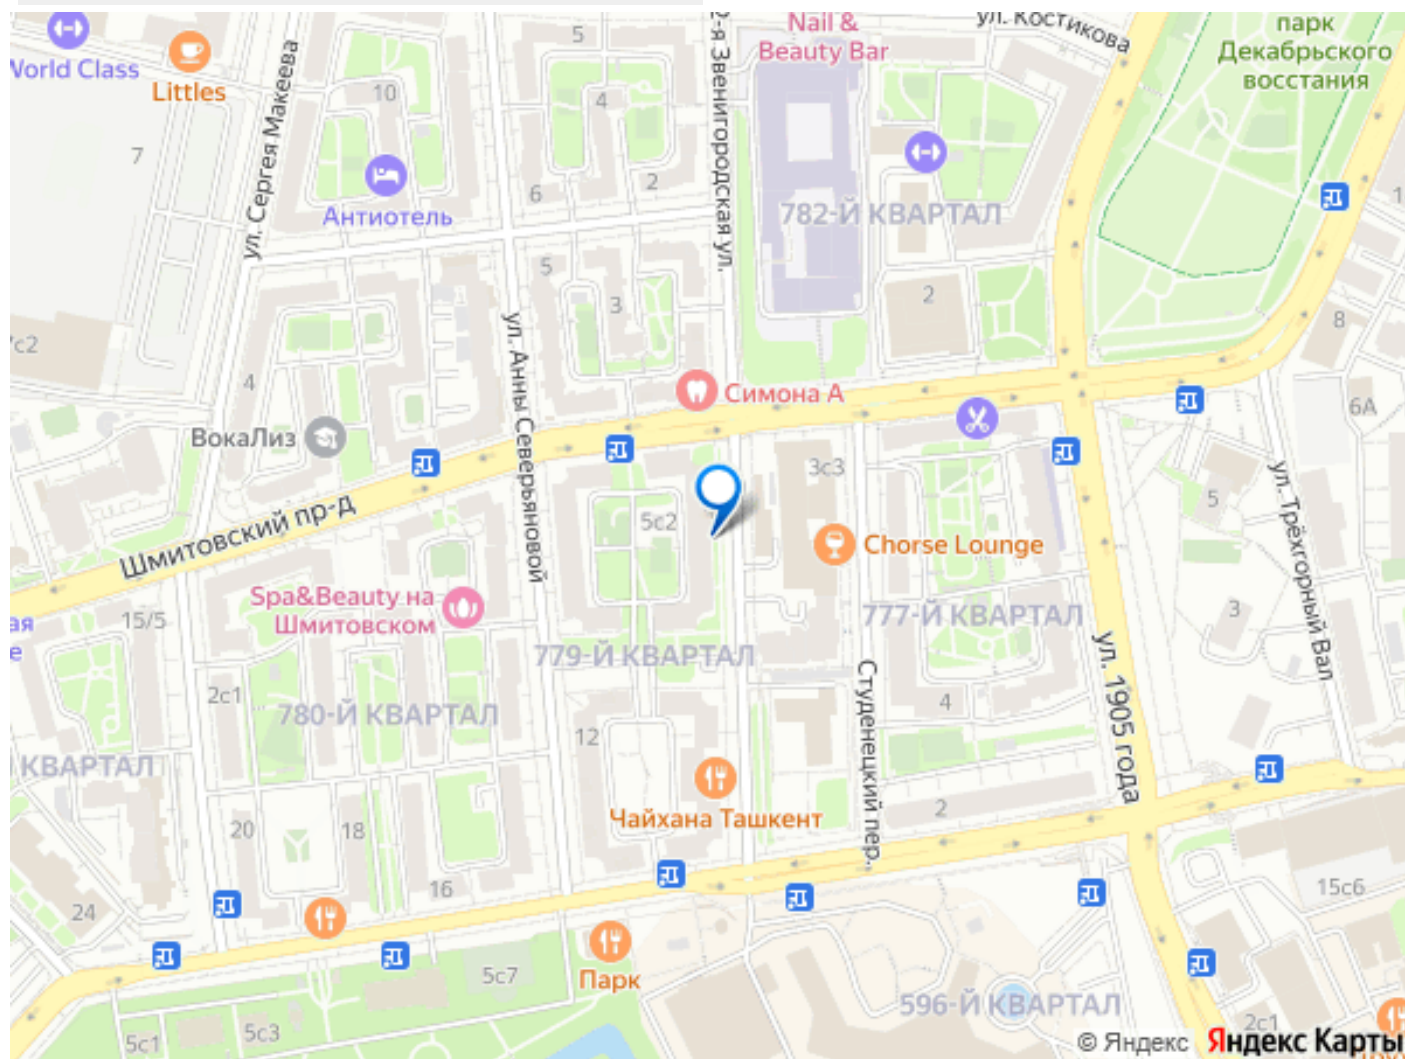 World Class
Littles
ул. Сергея Макеева
10
7
Антиотель
5
4
6
2
2-я Звенигородская ул.
Nail &
Beauty Bar
ул. Костикова
парк
Декабрьского
восстания
782-Й КВАРТАЛ
2
8
1
6А
7с2
4
ВокаЛиз
5
3
ул. Анны Северьяновой
Симона А
Шмитовский пр-д
5с2
3с3
Chorse Lounge
5
3
ул. Трёхгорный Вал
15/5
ая
е
Spa&Beauty на
Шмитовском
779-Й КВАРТАЛ
777-Й КВАРТАЛ
2с1
780-Й КВАРТАЛ
КВАРТАЛ
12
4
Студенецкий пер.
ул. 1905 года
Чайхана Ташкент
2
20
18
16
24
15с6
5с7
Парк
5с3
5с1
596-Й КВАРТАЛ
2с1
© Яндекс Яндекс Карты